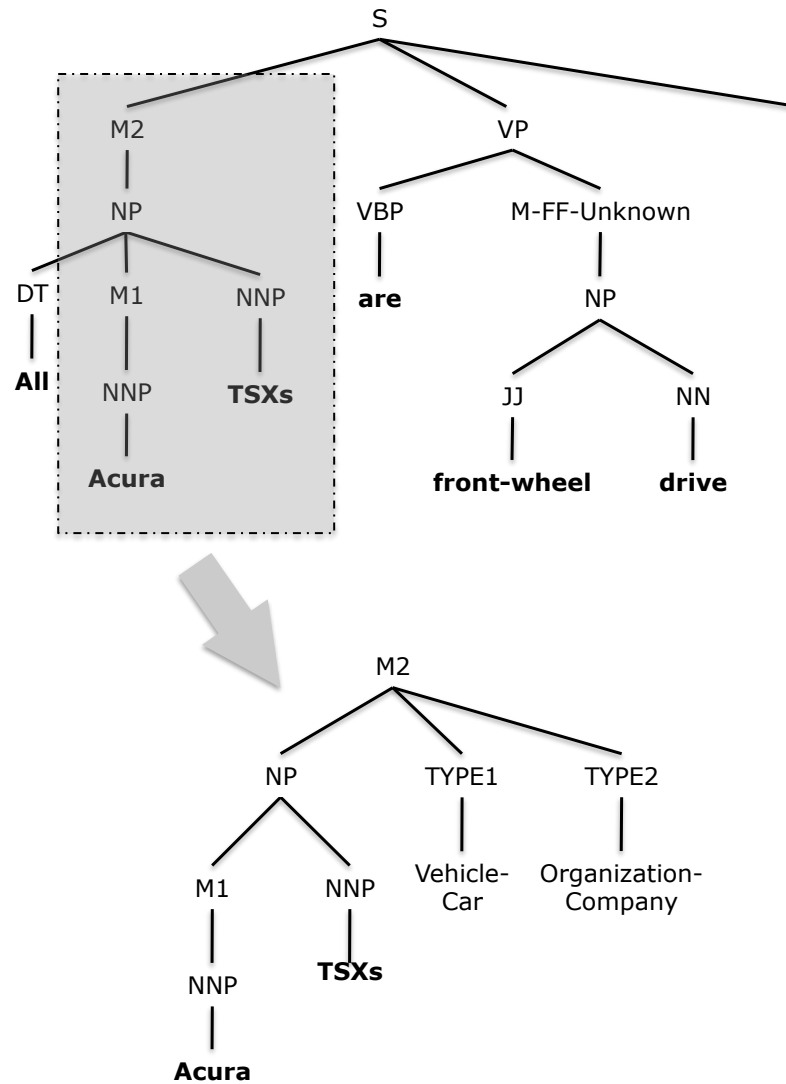 S
M2 VP
NP VBP M-FF-Unknown
DT M1 NNP are NP
All NNP TSXs JJ NN
Acura front-wheel drive
M2
NP TYPE1 TYPE2
M1 NNP Vehicle- Organization-
Car Company
NNP TSXs
Acura